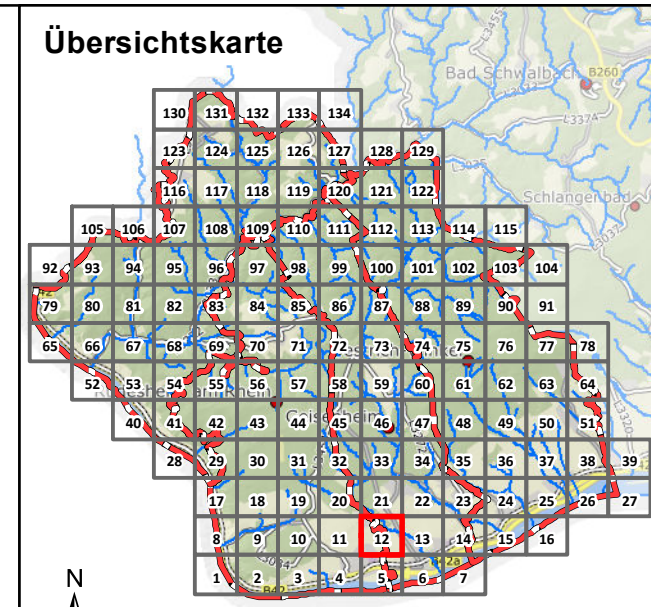 Übersichtskarte
Bad Schwalbach
B260
L3374
L3035
Schlangenbad
L3037
L3320
130 131 132 133 134
123 124 125 126 127 128 129
116 117 118 119 120 121 122
105 106 107 108 109 110 111 112 113 114 115
92 93 94 95 96 97 98 99 100 101 102 103 104
79 80 81 82 83 84 85 86 87 88 89 90 91
65 66 67 68 69 70 71 72 73 74 75 76 77 78
52 53 54 55 56 57 58 59 60 61 62 63 64
40 41 42 43 44 45 46 47 48 49 50 51
28 29 30 31 32 33 34 35 36 37 38 39
17 18 19 20 21 22 23 24 25 26 27
8 9 10 11 12 13 14 15 16
1 2 3 4 5 6 7
Geisenheim
L3034
B42
B42a
N